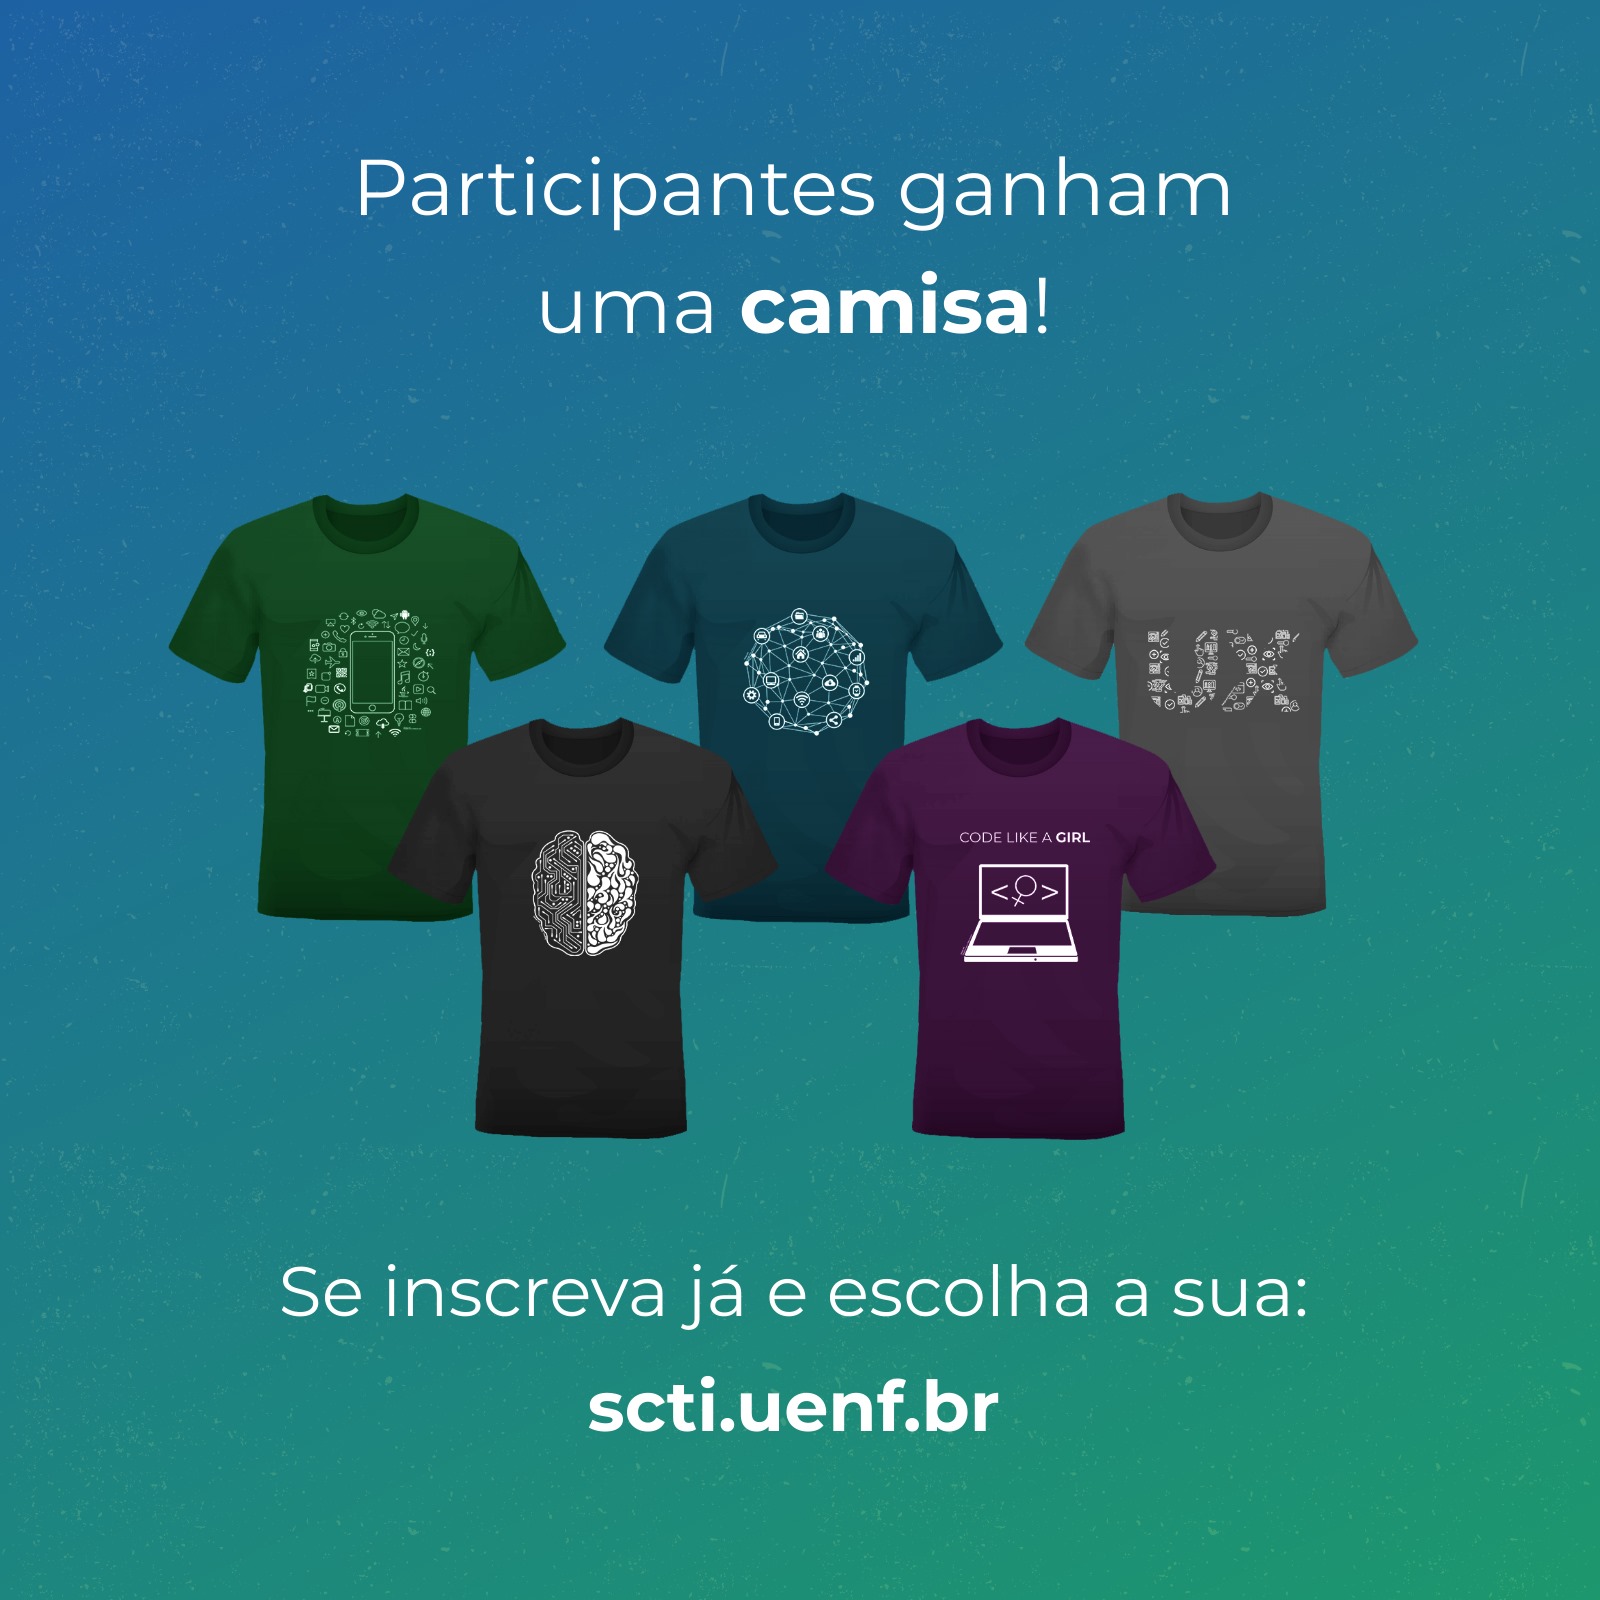 Participantes ganham
uma camisa!
UX
CODE LIKE A GIRL
< >
Se inscreva já e escolha a sua:
scti.uenf.br